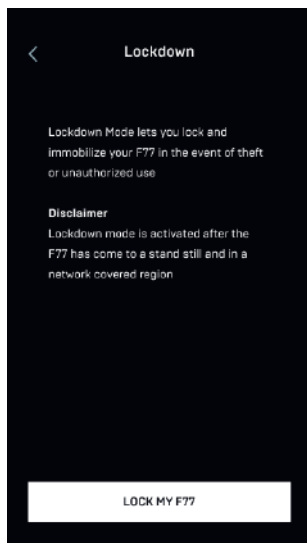 Lockdown
Lockdown Mode lets you lock and
immobilize your F77 in the event of theft
or unauthorized use
Disclaimer
Lockdown mode is activated after the
F77 has come to a stand still and in a
network covered region
LOCK MY F77